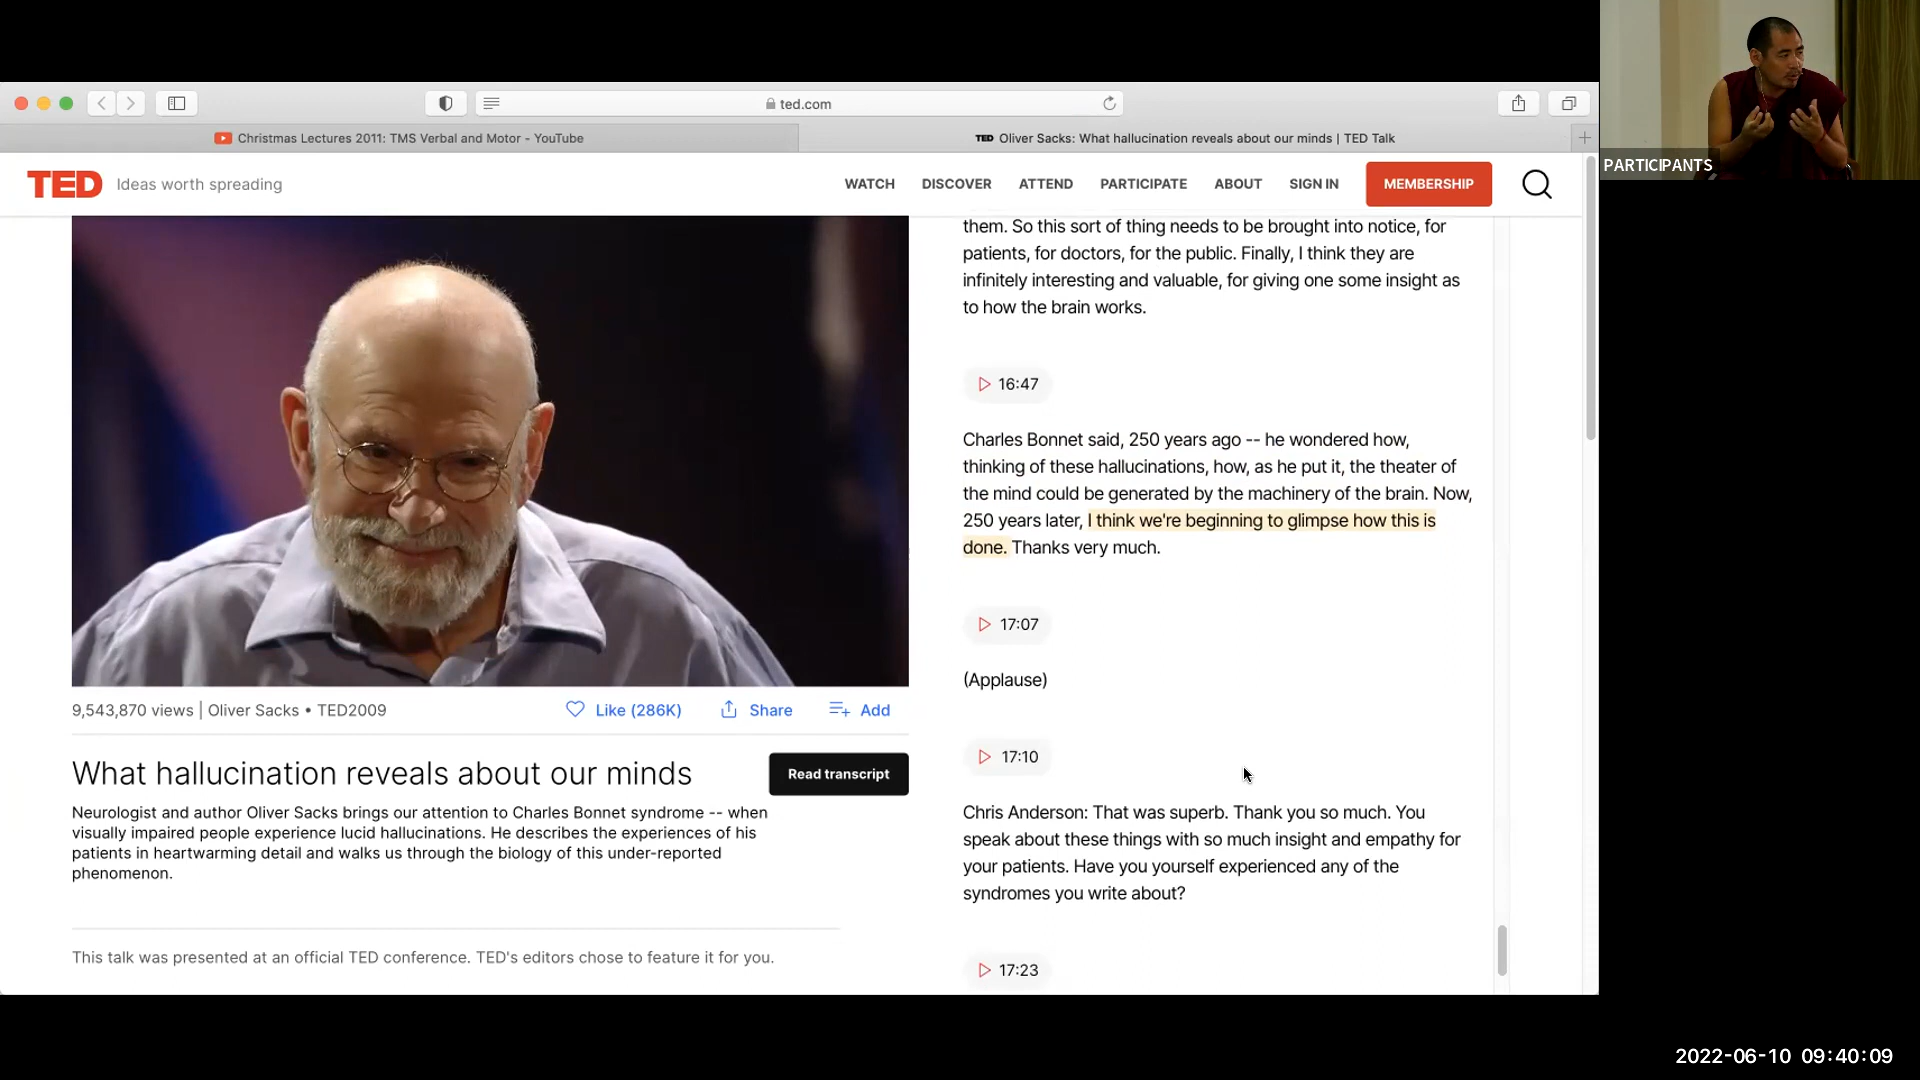 ted.com
Christmas Lectures 2011: TMS Verbal and Motor - YouTube
TED Oliver Sacks: What hallucination reveals about our minds | TED Talk
PARTICIPANTS
TED Ideas worth spreading
WATCH DISCOVER ATTEND PARTICIPATE ABOUT SIGN IN MEMBERSHIP
9,543,870 views | Oliver Sacks • TED2009
Like (286K) Share Add
What hallucination reveals about our minds
Read transcript
Neurologist and author Oliver Sacks brings our attention to Charles Bonnet syndrome -- when
visually impaired people experience lucid hallucinations. He describes the experiences of his
patients in heartwarming detail and walks us through the biology of this under-reported
phenomenon.
This talk was presented at an official TED conference. TED's editors chose to feature it for you.
them. So this sort of thing needs to be brought into notice, for
patients, for doctors, for the public. Finally, I think they are
infinitely interesting and valuable, for giving one some insight as
to how the brain works.
16:47
Charles Bonnet said, 250 years ago -- he wondered how,
thinking of these hallucinations, how, as he put it, the theater of
the mind could be generated by the machinery of the brain. Now,
250 years later, I think we're beginning to glimpse how this is
done. Thanks very much.
17:07
(Applause)
17:10
Chris Anderson: That was superb. Thank you so much. You
speak about these things with so much insight and empathy for
your patients. Have you yourself experienced any of the
syndromes you write about?
17:23
2022-06-10 09:40:09